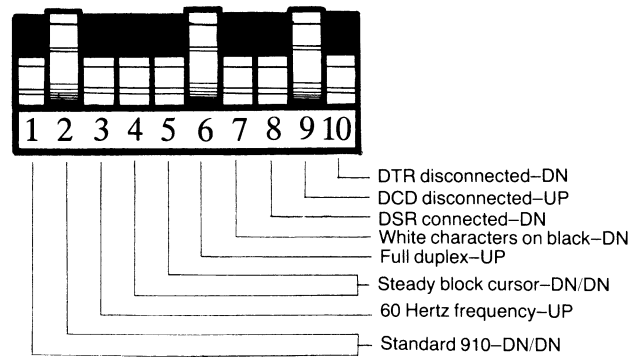 1 2 3 4 5 6 7 8 9 10
DTR disconnected–DN
DCD disconnected–UP
DSR connected–DN
White characters on black–DN
Full duplex–UP
Steady block cursor–DN/DN
60 Hertz frequency–UP
Standard 910–DN/DN